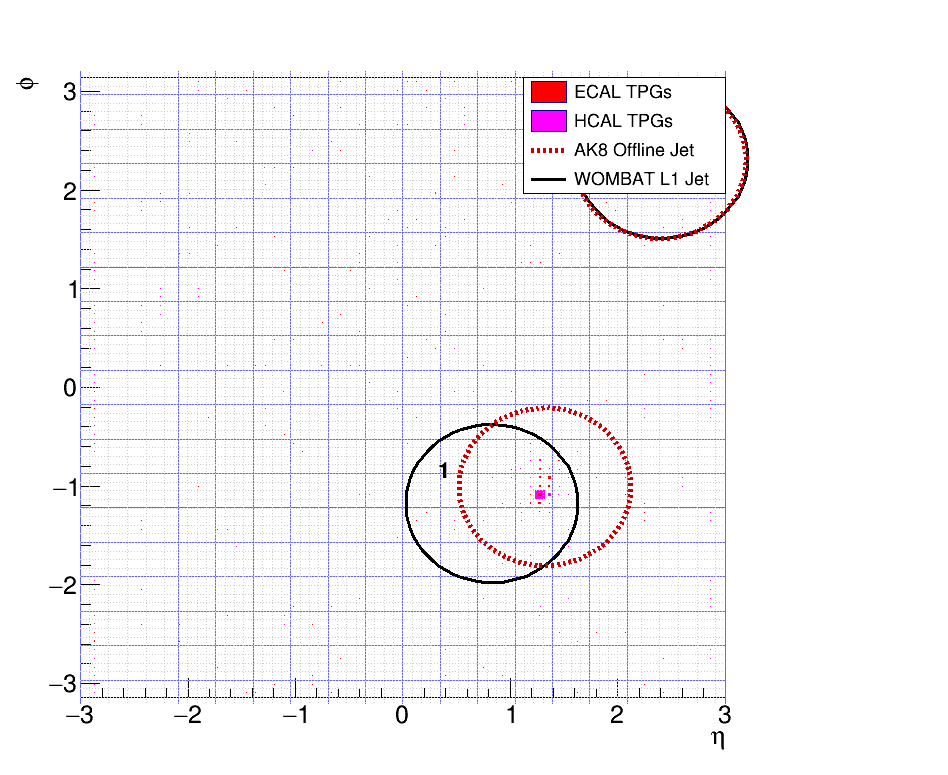 φ
3
ECAL TPGs
HCAL TPGs
AK8 Offline Jet
2
WOMBAT L1 Jet
1
0
1
−1
−2
−3
−3 −2 −1 0 1 2 3
η